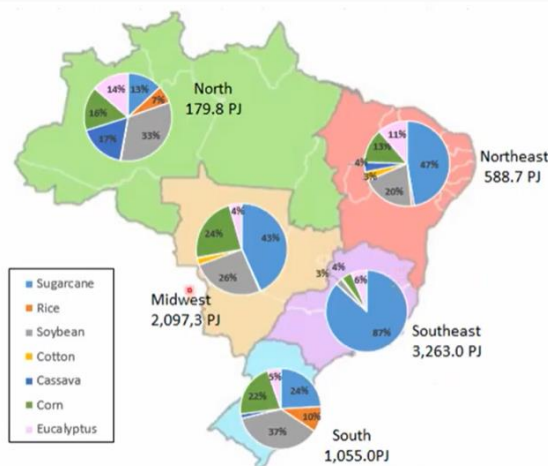 North
179.8 PJ
14%
13%
7%
33%
17%
16%
Northeast
588.7 PJ
11%
47%
20%
3%
4%
13%
Midwest
2,097,3 PJ
4%
43%
26%
24%
Southeast
3,263.0 PJ
3%
4%
6%
87%
South
1,055.0PJ
5%
24%
10%
37%
22%
Sugarcane
Rice
Soybean
Cotton
Cassava
Corn
Eucalyptus